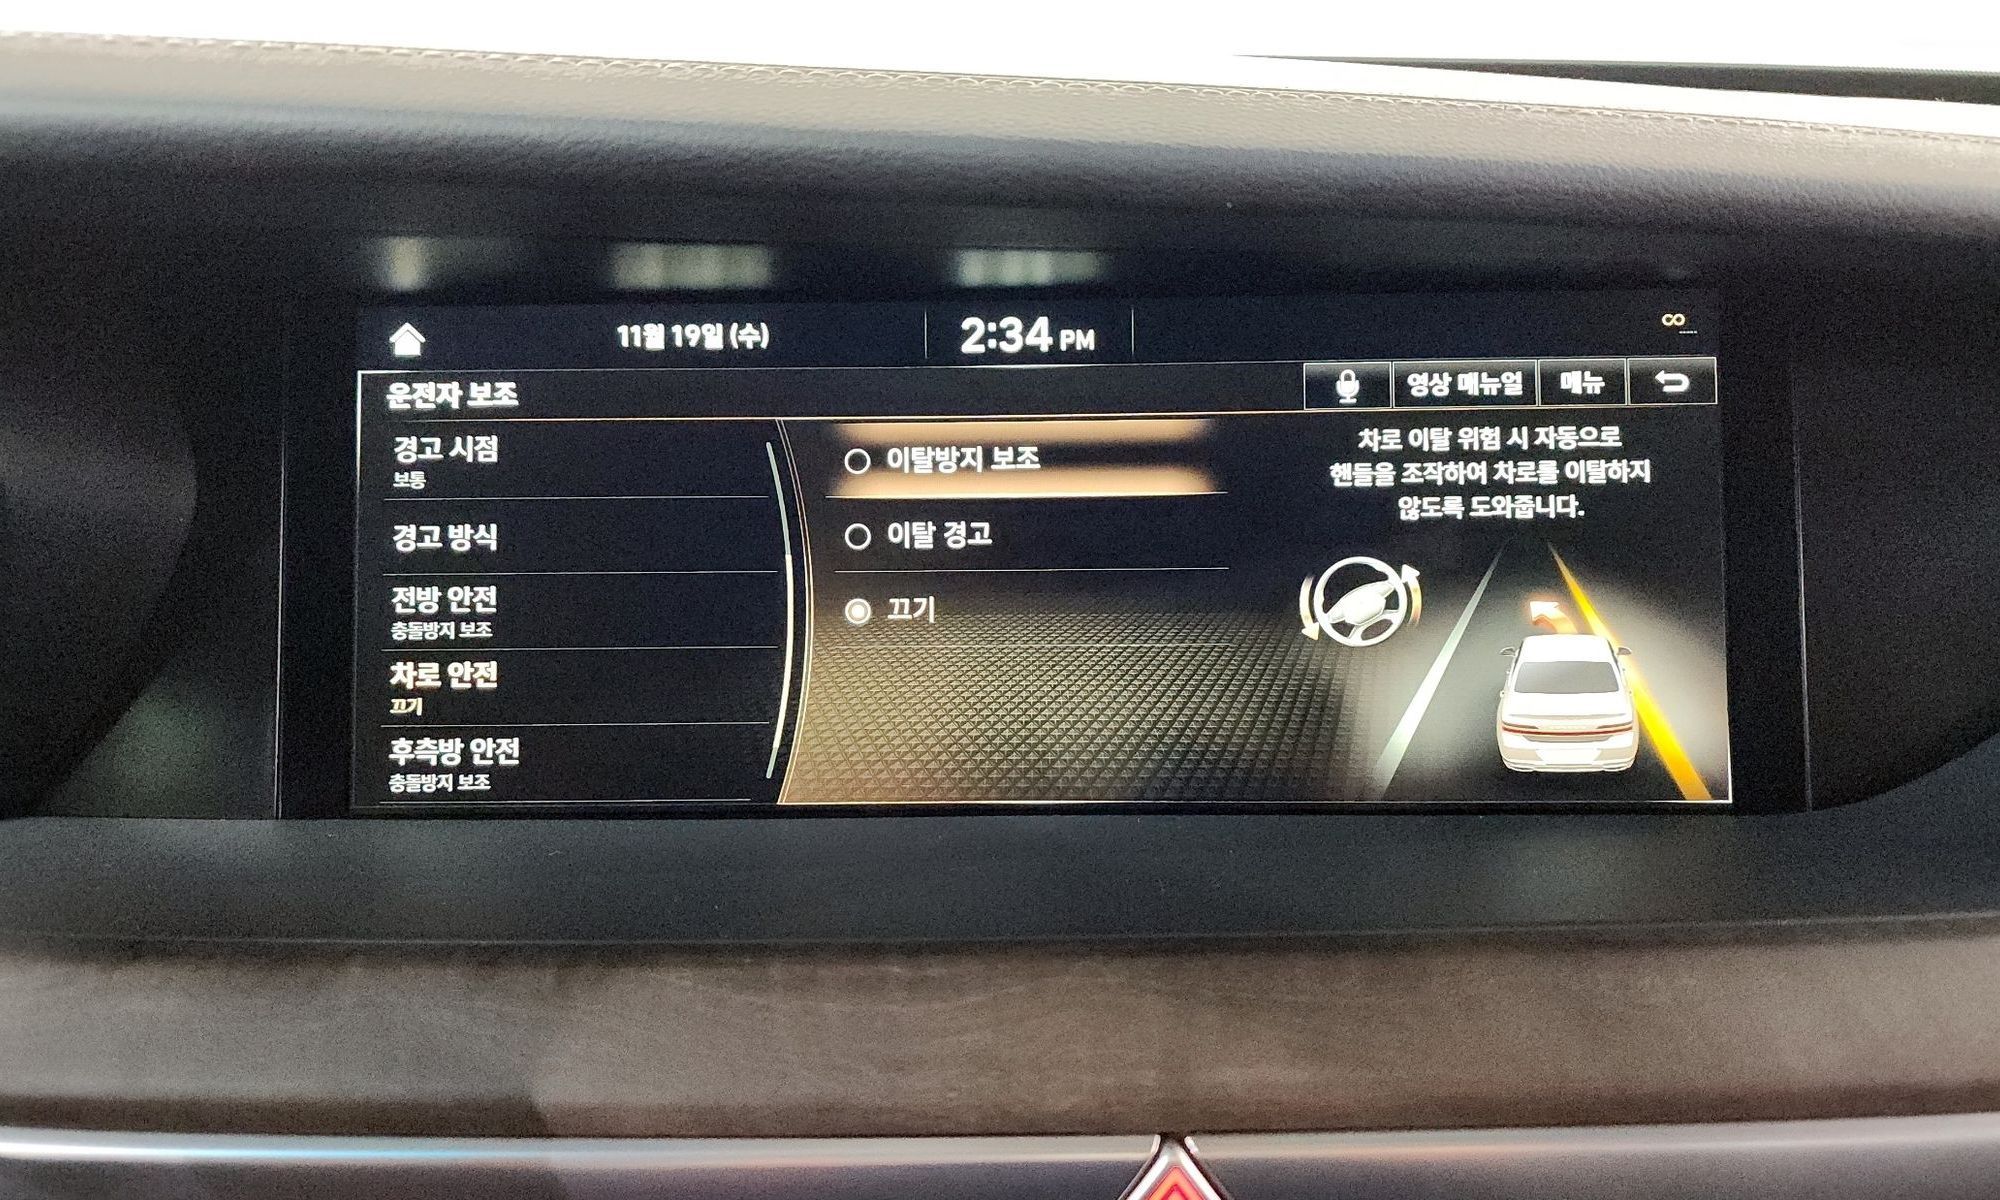 11월 19일 (수)
2:34 PM
운전자 보조
영상 매뉴얼
메뉴
경고 시점
보통
경고 방식
전방 안전
충돌방지 보조
차로 안전
끄기
후측방 안전
충돌방지 보조
이탈방지 보조
이탈 경고
끄기
차로 이탈 위험 시 자동으로
핸들을 조작하여 차로를 이탈하지
않도록 도와줍니다.